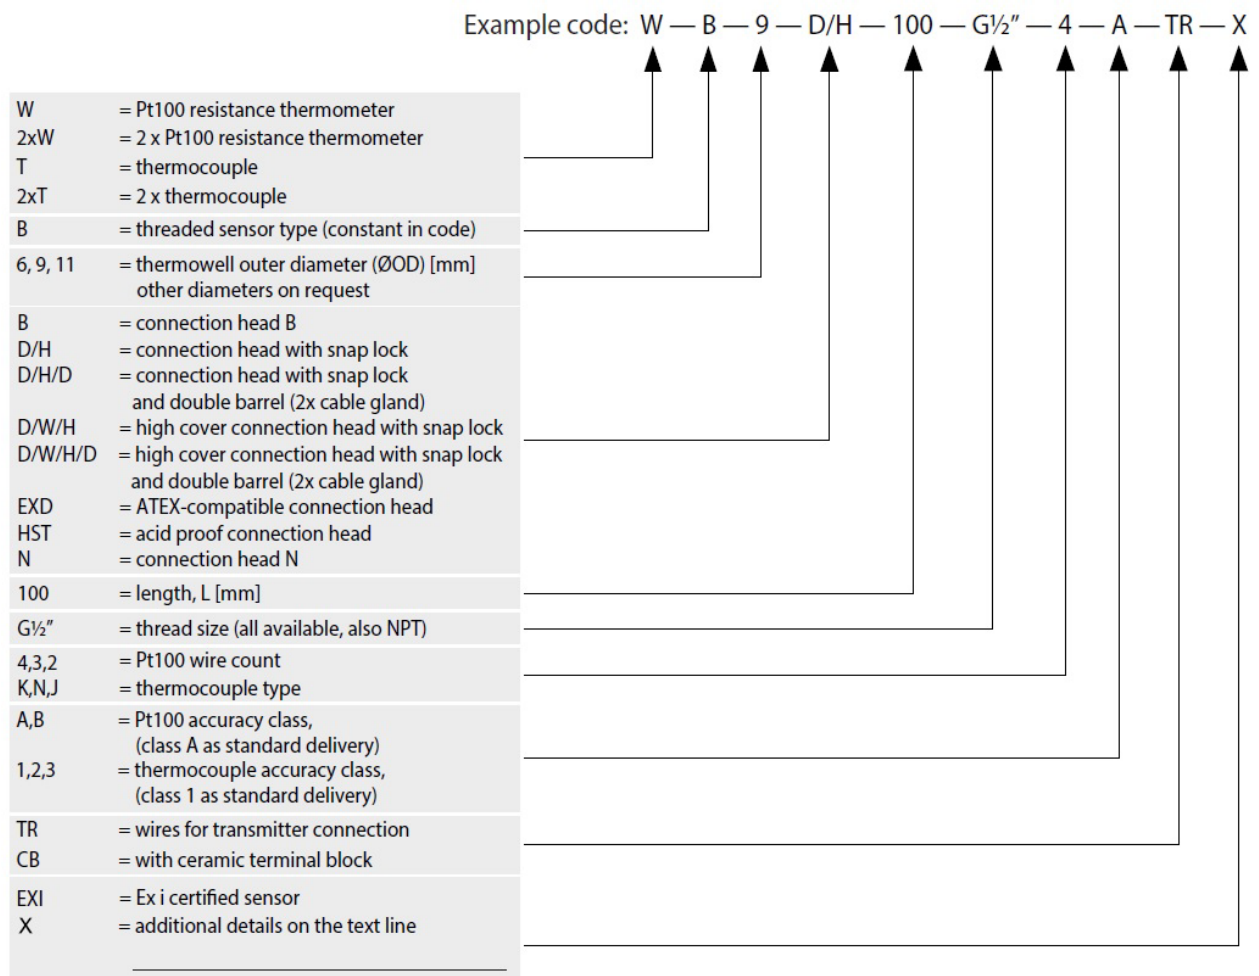 Example code: W — B — 9 — D/H — 100 — G½” — 4 — A — TR — X
W = Pt100 resistance thermometer
2xW = 2 x Pt100 resistance thermometer
T = thermocouple
2xT = 2 x thermocouple
B = threaded sensor type (constant in code)
6, 9, 11 = thermowell outer diameter (ØOD) [mm]
other diameters on request
B = connection head B
D/H = connection head with snap lock
D/H/D = connection head with snap lock
and double barrel (2x cable gland)
D/W/H = high cover connection head with snap lock
D/W/H/D = high cover connection head with snap lock
and double barrel (2x cable gland)
EXD = ATEX-compatible connection head
HST = acid proof connection head
N = connection head N
100 = length, L [mm]
G½” = thread size (all available, also NPT)
4,3,2 = Pt100 wire count
K,N,J = thermocouple type
A,B = Pt100 accuracy class,
(class A as standard delivery)
1,2,3 = thermocouple accuracy class,
(class 1 as standard delivery)
TR = wires for transmitter connection
CB = with ceramic terminal block
EXI = Ex i certified sensor
X = additional details on the text line